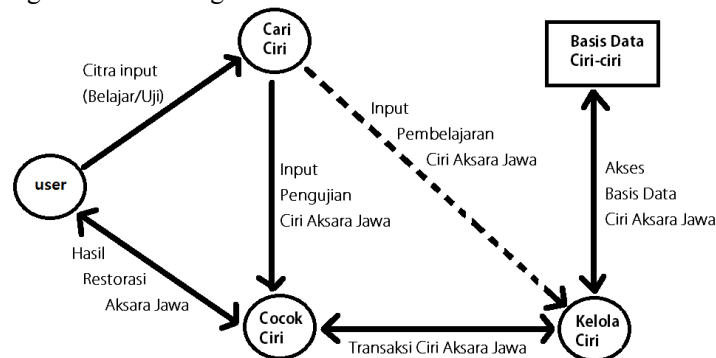 Cari
Ciri
Basis Data
Ciri-ciri
Citra input
(Belajar/Uji)
Input
Pembelajaran
Ciri Aksara Jawa
user
Input
Pengujian
Ciri Aksara Jawa
Akses
Basis Data
Ciri Aksara Jawa
Hasil
Restorasi
Aksara Jawa
Cocok
Ciri
Transaksi Ciri Aksara Jawa
Kelola
Ciri